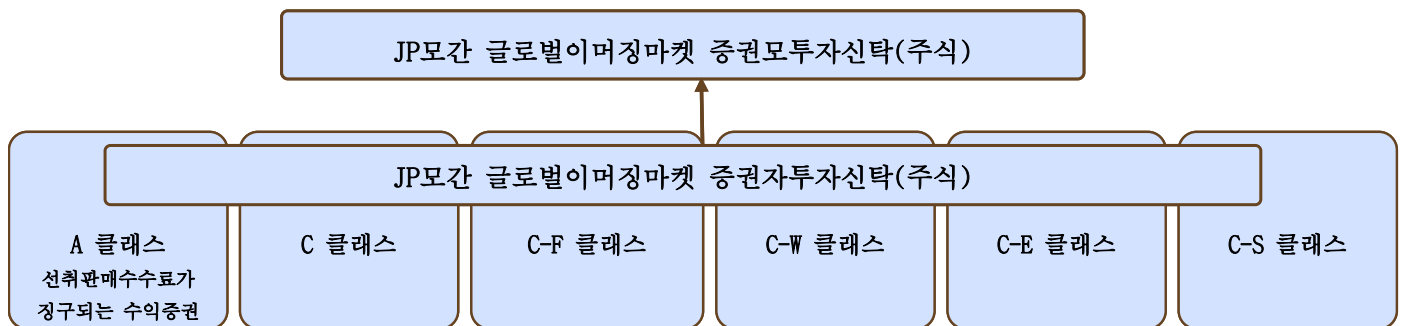 JP모간 글로벌이머징마켓 증권모투자신탁(주식)
JP모간 글로벌이머징마켓 증권자투자신탁(주식)
A 클래스
선취판매수수료가
징구되는 수익증권
C 클래스
C-F 클래스
C-W 클래스
C-E 클래스
C-S 클래스